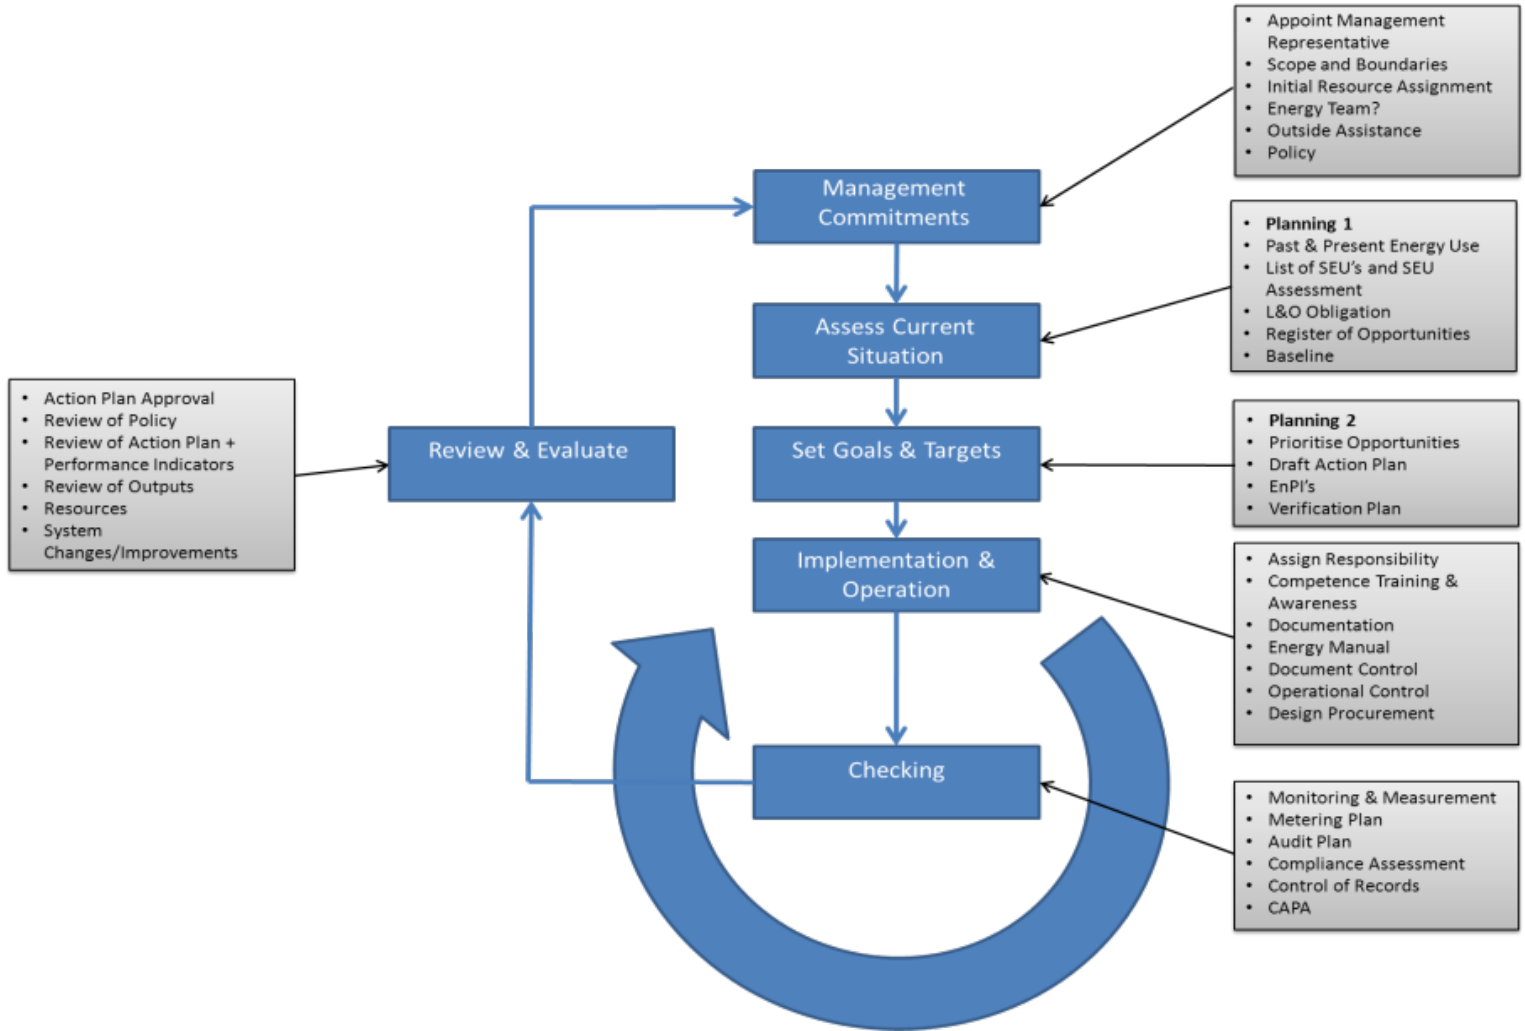 • Appoint Management
Representative
• Scope and Boundaries
• Initial Resource Assignment
• Energy Team?
• Outside Assistance
• Policy
Management
Commitments
• Planning 1
• Past & Present Energy Use
• List of SEU's and SEU
Assessment
• L&O Obligation
• Register of Opportunities
• Baseline
Assess Current
Situation
• Action Plan Approval
• Review of Policy
• Review of Action Plan +
Performance Indicators
• Review of Outputs
• Resources
• System
Changes/Improvements
Review & Evaluate
Set Goals & Targets
• Planning 2
• Prioritise Opportunities
• Draft Action Plan
• EnPI's
• Verification Plan
Implementation &
Operation
• Assign Responsibility
• Competence Training &
Awareness
• Documentation
• Energy Manual
• Document Control
• Operational Control
• Design Procurement
Checking
• Monitoring & Measurement
• Metering Plan
• Audit Plan
• Compliance Assessment
• Control of Records
• CAPA